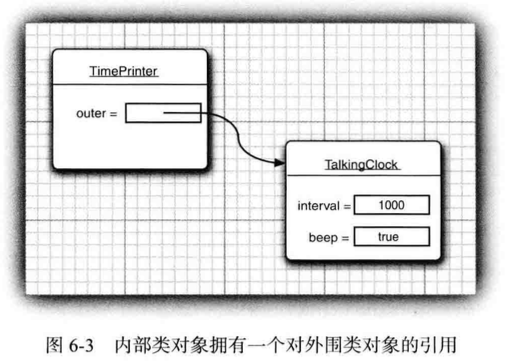 TimePrinter
outer =
TalkingClock
interval = 1000
beep = true
图 6-3 内部类对象拥有一个对外围类对象的引用